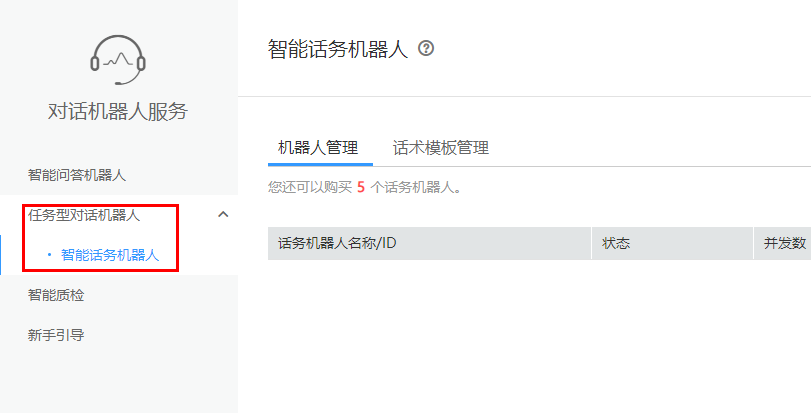 对话机器人服务
智能问答机器人
任务型对话机器人
智能话务机器人
智能质检
新手引导
智能话务机器人
机器人管理 话术模板管理
您还可以购买 5 个话务机器人。
话务机器人名称/ID 状态 并发数